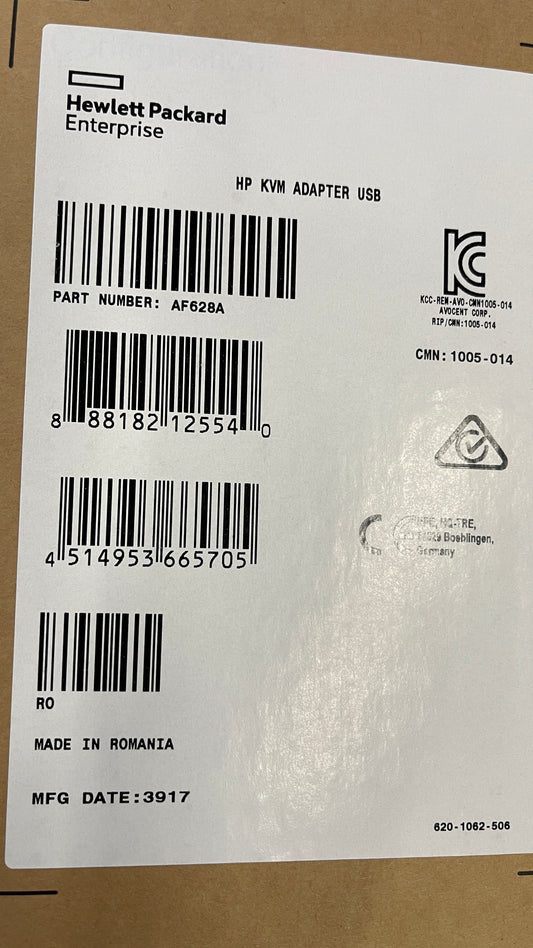 Hewlett Packard
Enterprise
HP KVM ADAPTER USB
PART NUMBER: AF628A
KCC-REM-AVO-CMN1005-014
AVOCENT CORP.
RIP/CMN:1005-014
CMN: 1005-014
8 88182 12554 0
4 514953 665705
HQ-TRE,
Boeblingen,
Germany
RO
MADE IN ROMANIA
MFG DATE:3917
620-1062-506